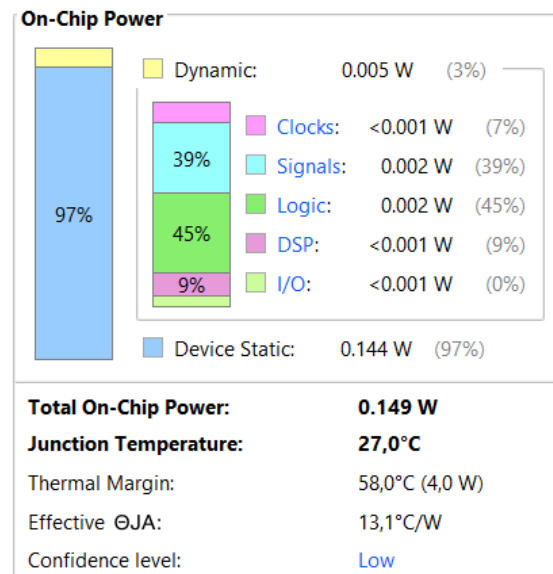 On-Chip Power
Dynamic: 0.005 W (3%)
Clocks: <0.001 W (7%)
39% Signals: 0.002 W (39%)
97% 45% Logic: 0.002 W (45%)
9% DSP: <0.001 W (9%)
I/O: <0.001 W (0%)
Device Static: 0.144 W (97%)
Total On-Chip Power: 0.149 W
Junction Temperature: 27,0°C
Thermal Margin: 58,0°C (4,0 W)
Effective ΘJA: 13,1°C/W
Confidence level: Low